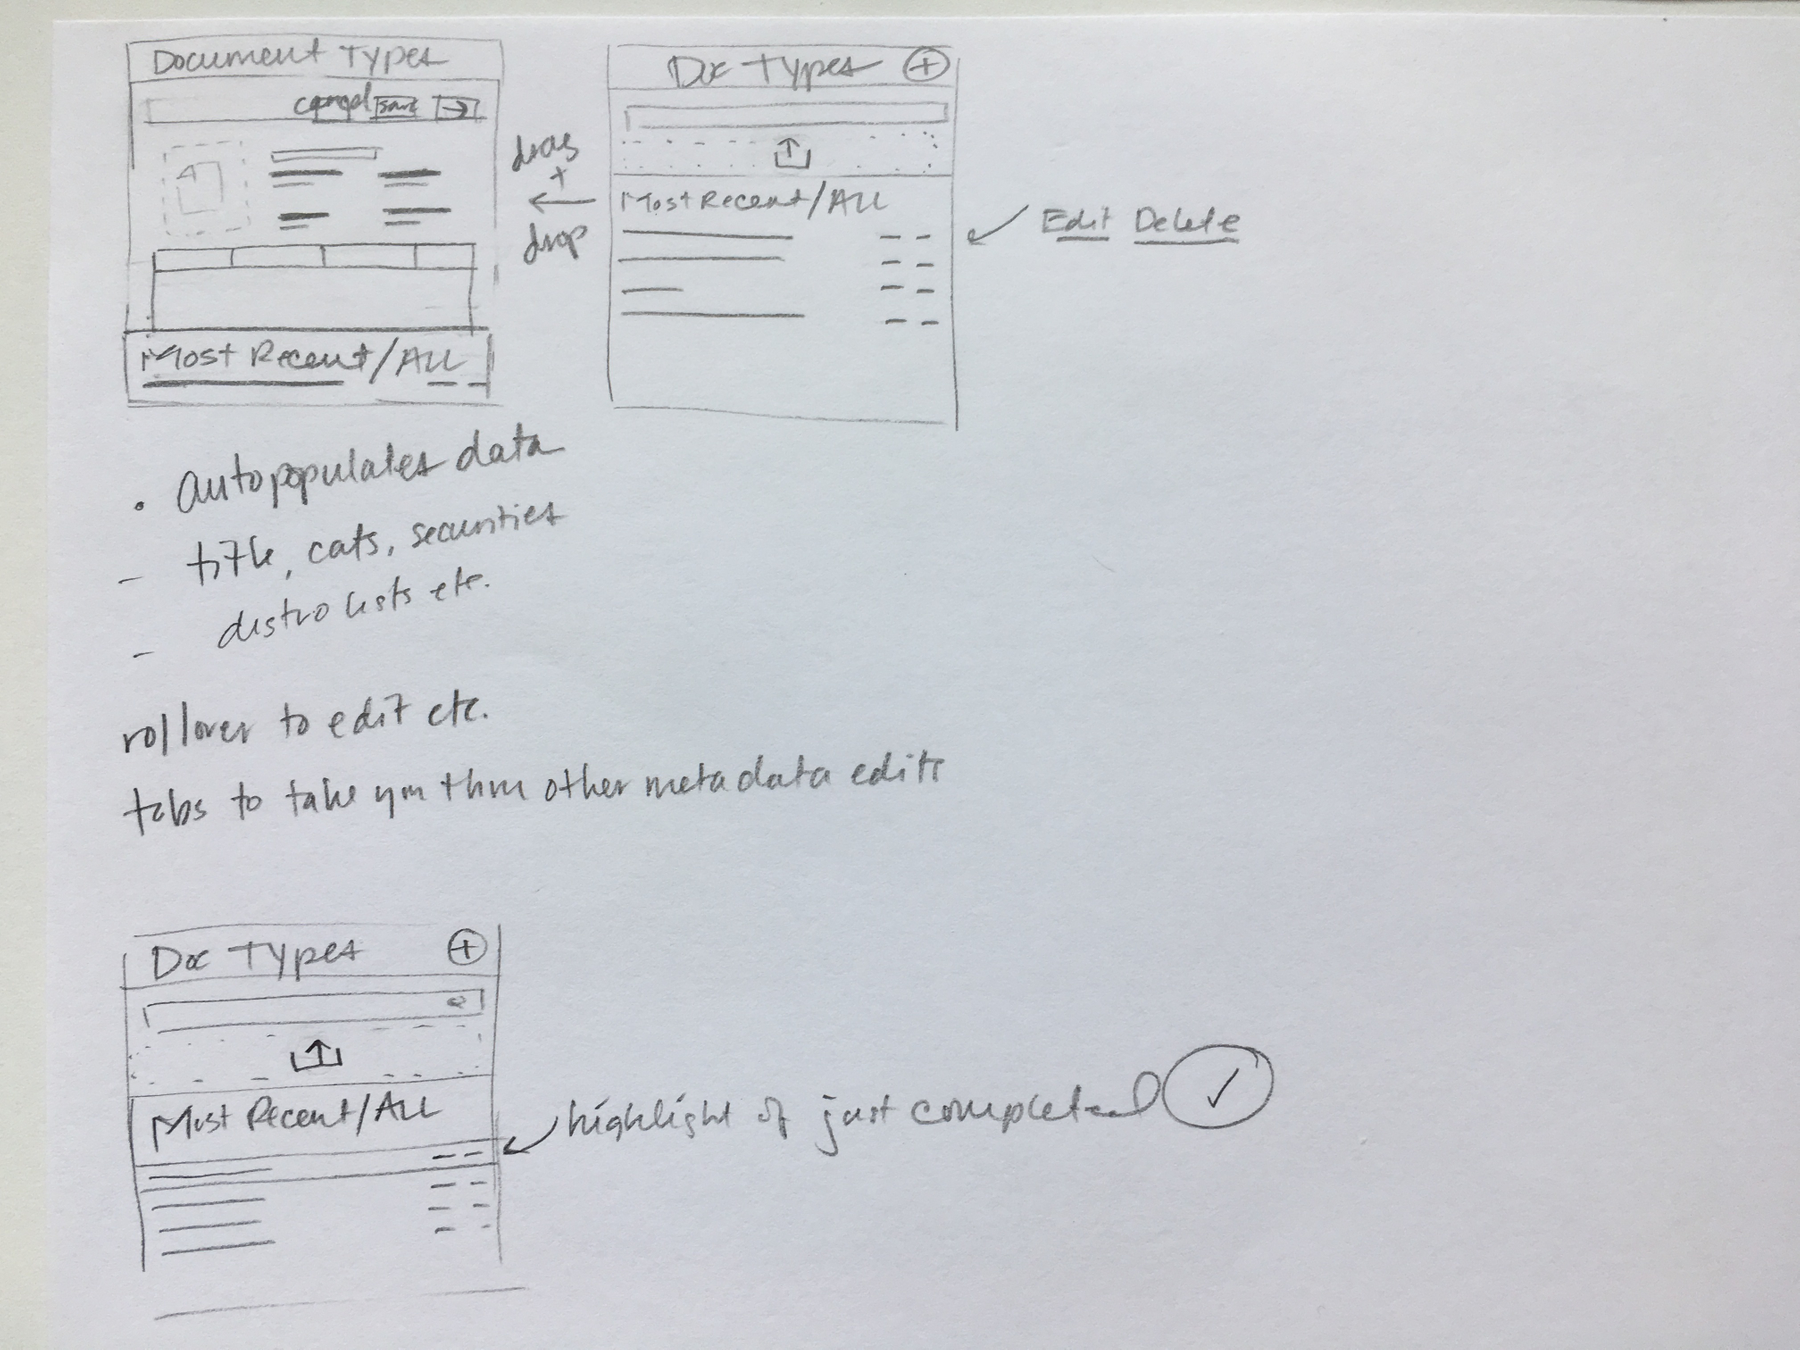 Document Types
cancel save
Most Recent/ALL
drag
+
drop
Doc Types +
Most Recent/ALL
Edit Delete
• autopopulates data
- title, cats, securities
- distro lists etc.
rollover to edit etc.
tabs to take you thru other metadata edits
Doc Types +
Most Recent/ALL
highlight of just completed ✓